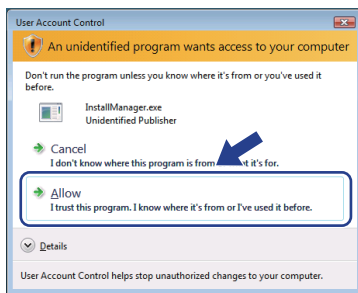 User Account Control
An unidentified program wants access to your computer
Don't run the program unless you know where it's from or you've used it
before.
InstallManager.exe
Unidentified Publisher
Cancel
I don't know where this program is from it's for.
Allow
I trust this program. I know where it's from or I've used it before.
Details
User Account Control helps stop unauthorized changes to your computer.